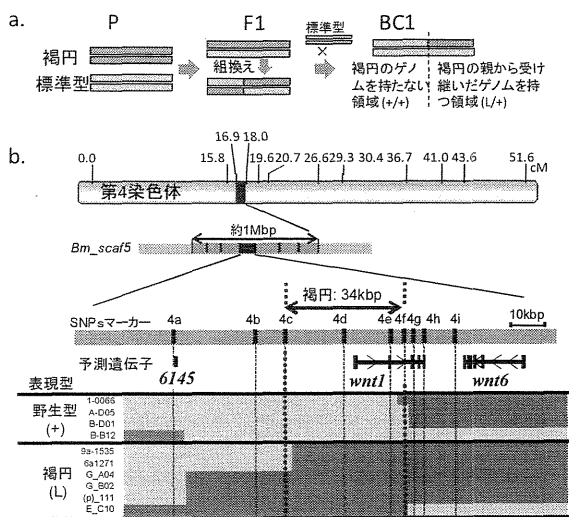 a.
P
F1
標準型
BC1
褐円
×
組換え
標準型
褐円のゲノ
ムを持たない
領域(+/+)
褐円の親から受け
継いだゲノムを持
つ領域(L/+)
b.
16.9 18.0
0.0
15.8
19.6 20.7
26.6 29.3
30.4
36.7
41.0 43.6
51.6
cM
第4染色体
約1Mbp
Bm_scaf5
褐円: 34kbp
SNPsマーカー
4a
4b
4c
4d
4e
4f
4g
4h
4i
10kbp
予測遺伝子
6145
wnt1
wnt6
表現型
野生型
(+)
1-0066
A-D05
B-D01
B-B12
褐円
(L)
9a-1535
6a1271
G_A04
G_B02
(p)_111
E_C10